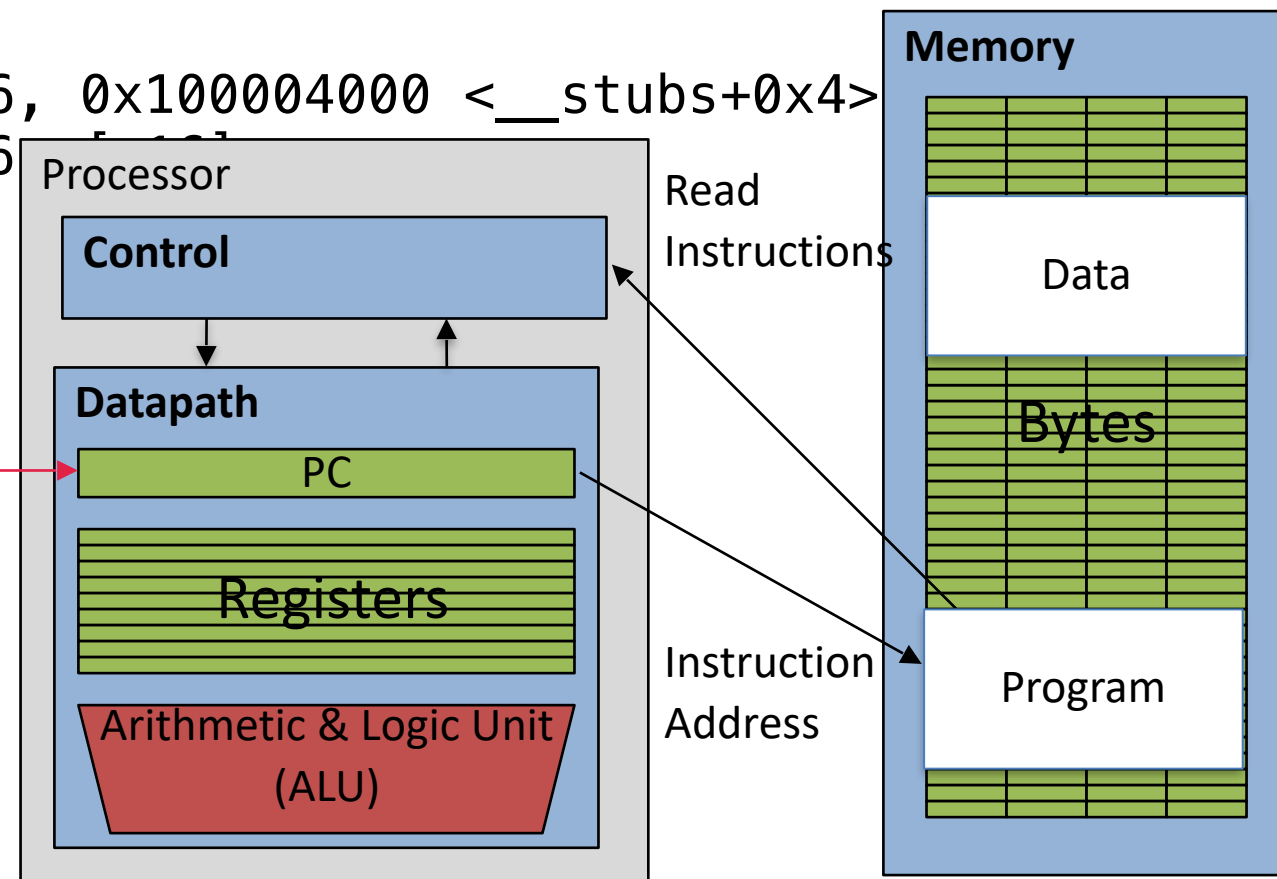 6, 0x100004000 <__stubs+0x4>
6
Processor
Control
Datapath
PC
Registers
Arithmetic & Logic Unit
(ALU)
Read
Instructions
Instruction
Address
Memory
Data
Bytes
Program